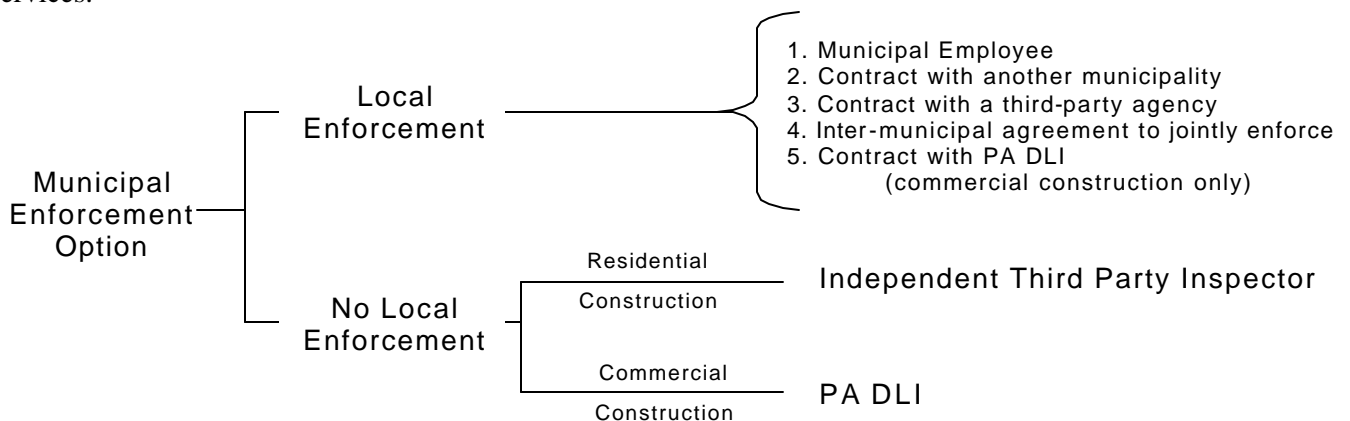 ervices.
Local
Enforcement
1. Municipal Employee
2. Contract with another municipality
3. Contract with a third-party agency
4. Inter-municipal agreement to jointly enforce
5. Contract with PA DLI
(commercial construction only)
Municipal
Enforcement
Option
No Local
Enforcement
Residential
Construction
Independent Third Party Inspector
Commercial
Construction
PA DLI